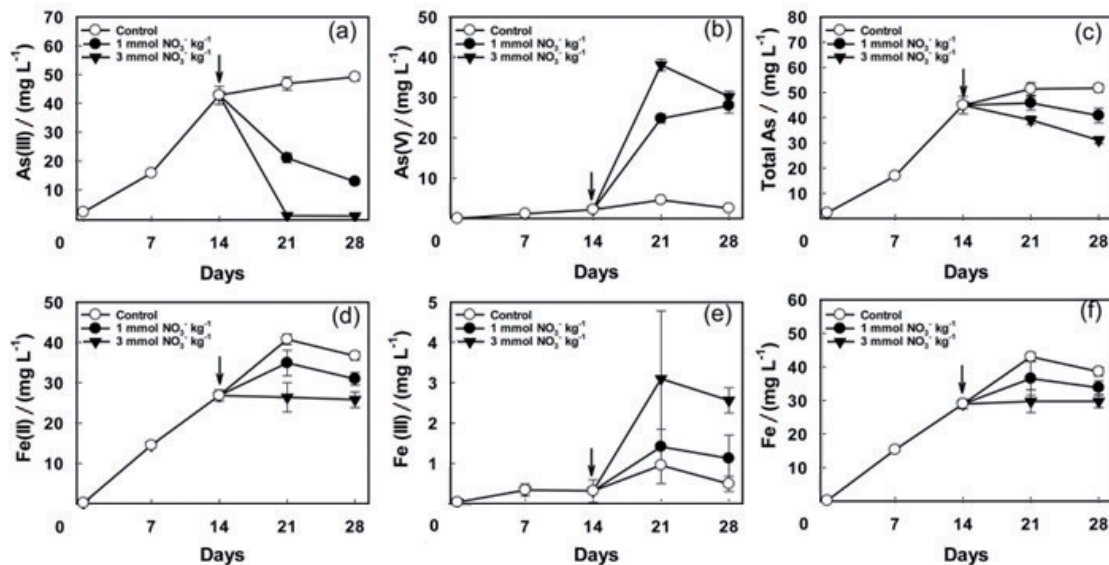 (a)
As(III) / (mg L⁻¹)
70
60
50
40
30
20
10
0
Control
1 mmol NO₃⁻ kg⁻¹
3 mmol NO₃⁻ kg⁻¹
7 14 21 28
Days
(b)
As(V) / (mg L⁻¹)
50
40
30
20
10
0
Control
1 mmol NO₃⁻ kg⁻¹
3 mmol NO₃⁻ kg⁻¹
7 14 21 28
Days
(c)
Total As / (mg L⁻¹)
80
70
60
50
40
30
20
10
0
Control
1 mmol NO₃⁻ kg⁻¹
3 mmol NO₃⁻ kg⁻¹
7 14 21 28
Days
(d)
Fe(II) / (mg L⁻¹)
50
40
30
20
10
0
Control
1 mmol NO₃⁻ kg⁻¹
3 mmol NO₃⁻ kg⁻¹
7 14 21 28
Days
(e)
Fe (III) / (mg L⁻¹)
5
4
3
2
1
0
Control
1 mmol NO₃⁻ kg⁻¹
3 mmol NO₃⁻ kg⁻¹
7 14 21 28
Days
(f)
Fe / (mg L⁻¹)
60
50
40
30
20
10
0
Control
1 mmol NO₃⁻ kg⁻¹
3 mmol NO₃⁻ kg⁻¹
7 14 21 28
Days